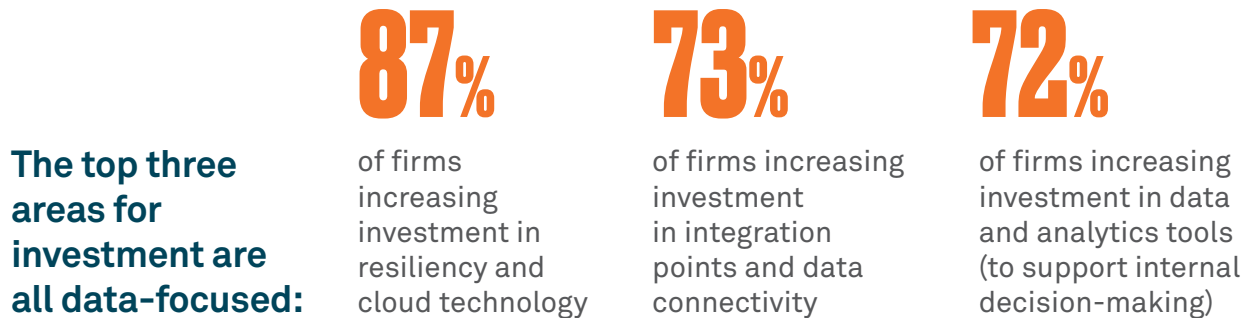 The top three
areas for
investment are
all data-focused:
87%
of firms
increasing
investment in
resiliency and
cloud technology
73%
of firms increasing
investment
in integration
points and data
connectivity
72%
of firms increasing
investment in data
and analytics tools
(to support internal
decision-making)